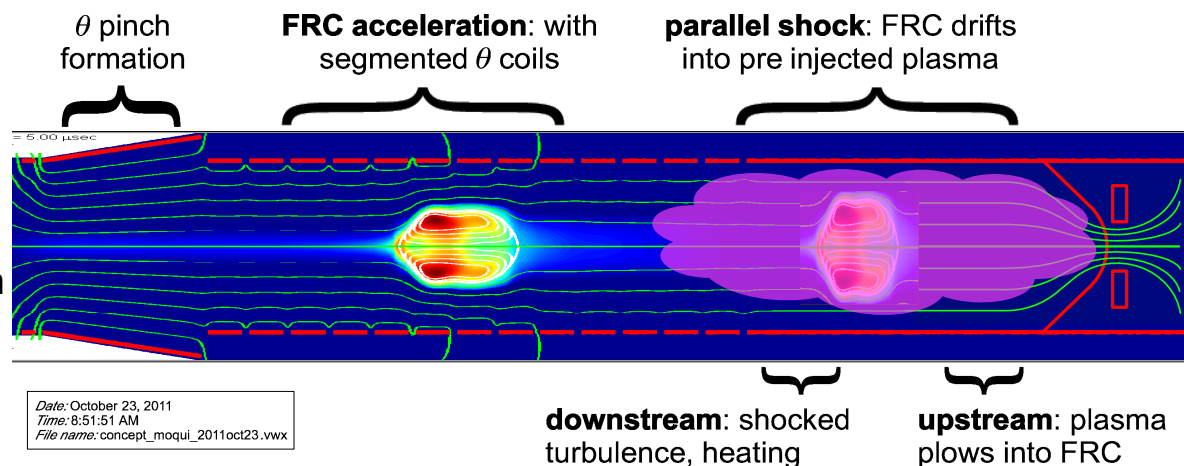 θ pinch
formation
FRC acceleration: with
segmented θ coils
parallel shock: FRC drifts
into pre injected plasma
= 5.00 μsec
n
downstream: shocked
turbulence, heating
upstream: plasma
plows into FRC
Date: October 23, 2011
Time: 8:51:51 AM
File name: concept_moqui_2011oct23.vwx